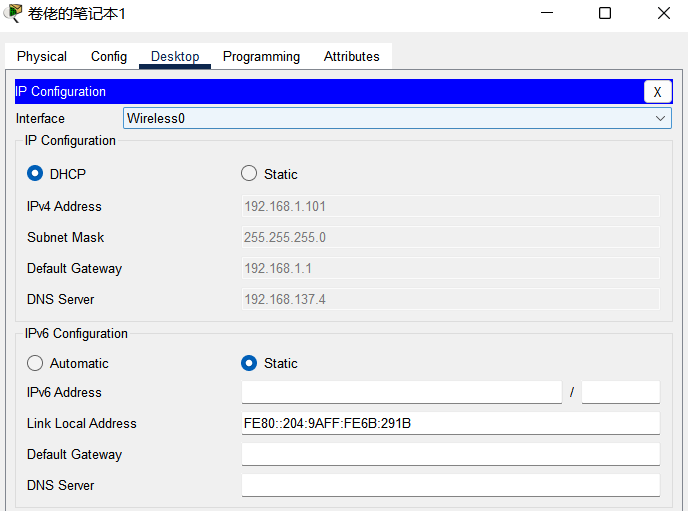 卷佬的笔记本1
Physical Config Desktop Programming Attributes
IP Configuration X
Interface Wireless0
IP Configuration
DHCP Static
IPv4 Address 192.168.1.101
Subnet Mask 255.255.255.0
Default Gateway 192.168.1.1
DNS Server 192.168.137.4
IPv6 Configuration
Automatic Static
IPv6 Address /
Link Local Address FE80::204:9AFF:FE6B:291B
Default Gateway
DNS Server